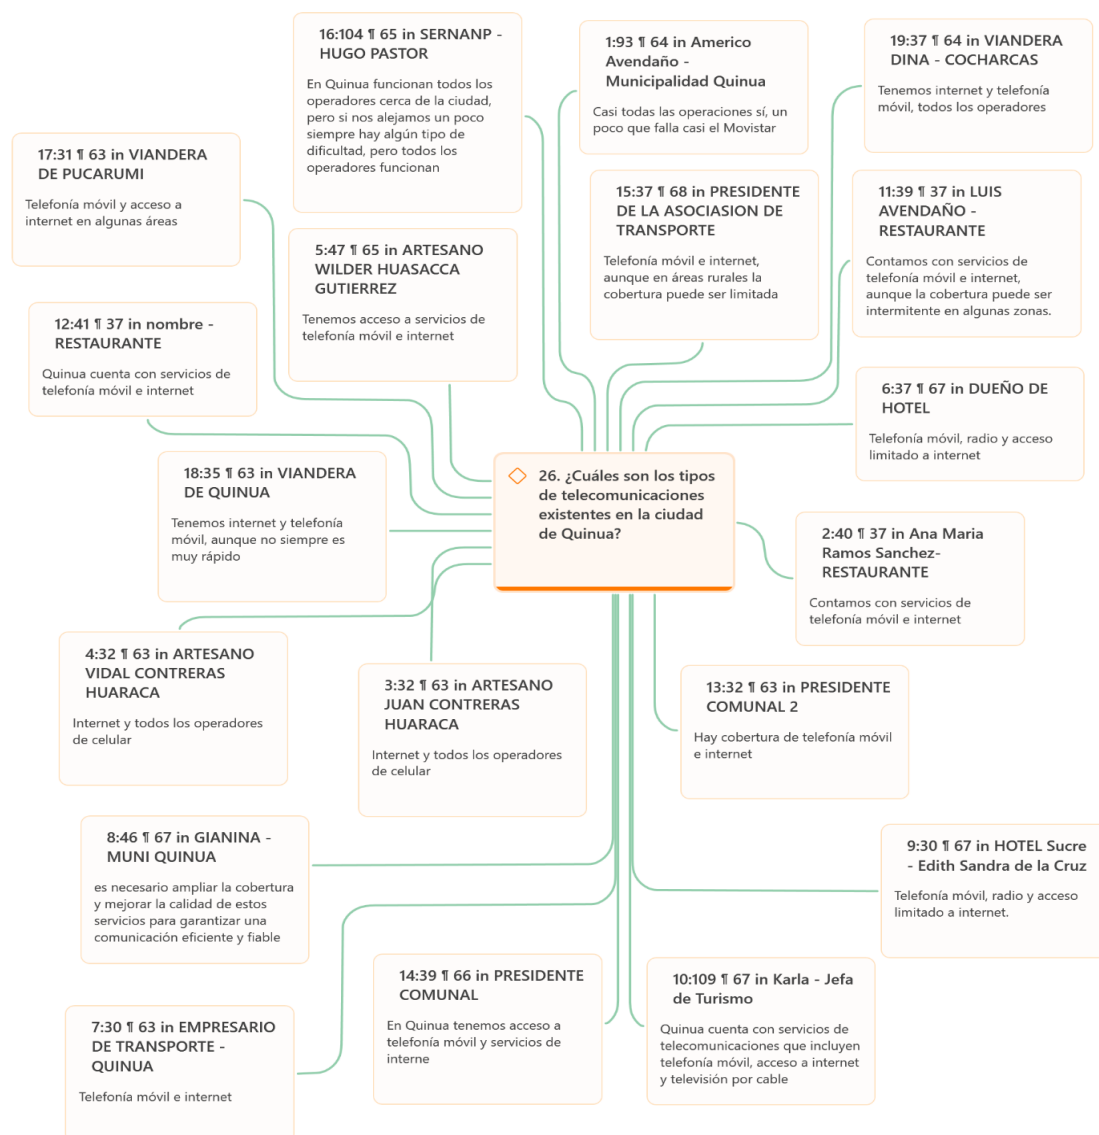 16:104 ¶ 65 in SERNANP -
HUGO PASTOR
En Quinua funcionan todos los
operadores cerca de la ciudad,
pero si nos alejamos un poco
siempre hay algún tipo de
dificultad, pero todos los
operadores funcionan
1:93 ¶ 64 in Americo
Avendaño -
Municipalidad Quinua
Casi todas las operaciones sí, un
poco que falla casi el Movistar
19:37 ¶ 64 in VIANDERA
DINA - COCHARCAS
Tenemos internet y telefonía
móvil, todos los operadores
17:31 ¶ 63 in VIANDERA
DE PUCARUMI
Telefonía móvil y acceso a
internet en algunas áreas
15:37 ¶ 68 in PRESIDENTE
DE LA ASOCIASION DE
TRANSPORTE
Telefonía móvil e internet,
aunque en áreas rurales la
cobertura puede ser limitada
11:39 ¶ 37 in LUIS
AVENDAÑO -
RESTAURANTE
Contamos con servicios de
telefonía móvil e internet,
aunque la cobertura puede ser
intermitente en algunas zonas.
5:47 ¶ 65 in ARTESANO
WILDER HUASACCA
GUTIERREZ
Tenemos acceso a servicios de
telefonía móvil e internet
12:41 ¶ 37 in nombre -
RESTAURANTE
Quinua cuenta con servicios de
telefonía móvil e internet
6:37 ¶ 67 in DUEÑO DE
HOTEL
Telefonía móvil, radio y acceso
limitado a internet
18:35 ¶ 63 in VIANDERA
DE QUINUA
Tenemos internet y telefonía
móvil, aunque no siempre es
muy rápido
26. ¿Cuáles son los tipos
de telecomunicaciones
existentes en la ciudad
de Quinua?
2:40 ¶ 37 in Ana Maria
Ramos Sanchez-
RESTAURANTE
Contamos con servicios de
telefonía móvil e internet
4:32 ¶ 63 in ARTESANO
VIDAL CONTRERAS
HUARACA
Internet y todos los operadores
de celular
3:32 ¶ 63 in ARTESANO
JUAN CONTRERAS
HUARACA
Internet y todos los operadores
de celular
13:32 ¶ 63 in PRESIDENTE
COMUNAL 2
Hay cobertura de telefonía móvil
e internet
8:46 ¶ 67 in GIANINA -
MUNI QUINUA
es necesario ampliar la cobertura
y mejorar la calidad de estos
servicios para garantizar una
comunicación eficiente y fiable
9:30 ¶ 67 in HOTEL Sucre
- Edith Sandra de la Cruz
Telefonía móvil, radio y acceso
limitado a internet.
14:39 ¶ 66 in PRESIDENTE
COMUNAL
En Quinua tenemos acceso a
telefonía móvil y servicios de
interne
10:109 ¶ 67 in Karla - Jefa
de Turismo
Quinua cuenta con servicios de
telecomunicaciones que incluyen
telefonía móvil, acceso a internet
y televisión por cable
7:30 ¶ 63 in EMPRESARIO
DE TRANSPORTE -
QUINUA
Telefonía móvil e internet